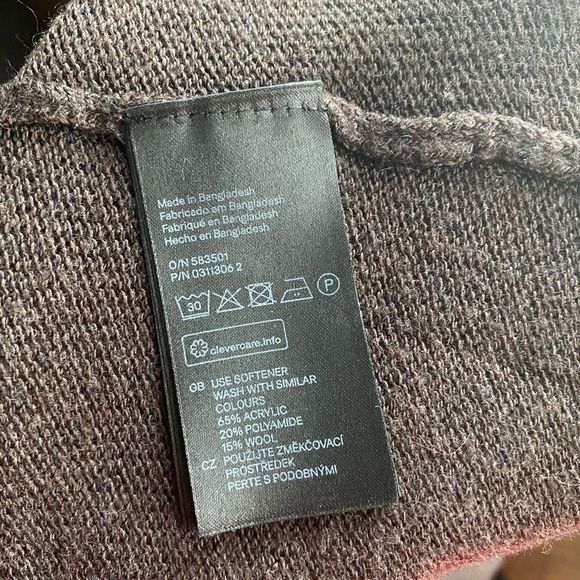 Made in Bangladesh
Fabricado em Bangladesh
Fabriqué en Bangladesh
Hecho en Bangladesh
O/N 583501
P/N 0311306 2
30 P
clevercare.info
GB USE SOFTENER
WASH WITH SIMILAR
COLOURS
65% ACRYLIC
20% POLYAMIDE
15% WOOL
CZ POUŽIJTE ZMĚKČOVACÍ
PROSTŘEDEK
PERTE S PODOBNÝMI